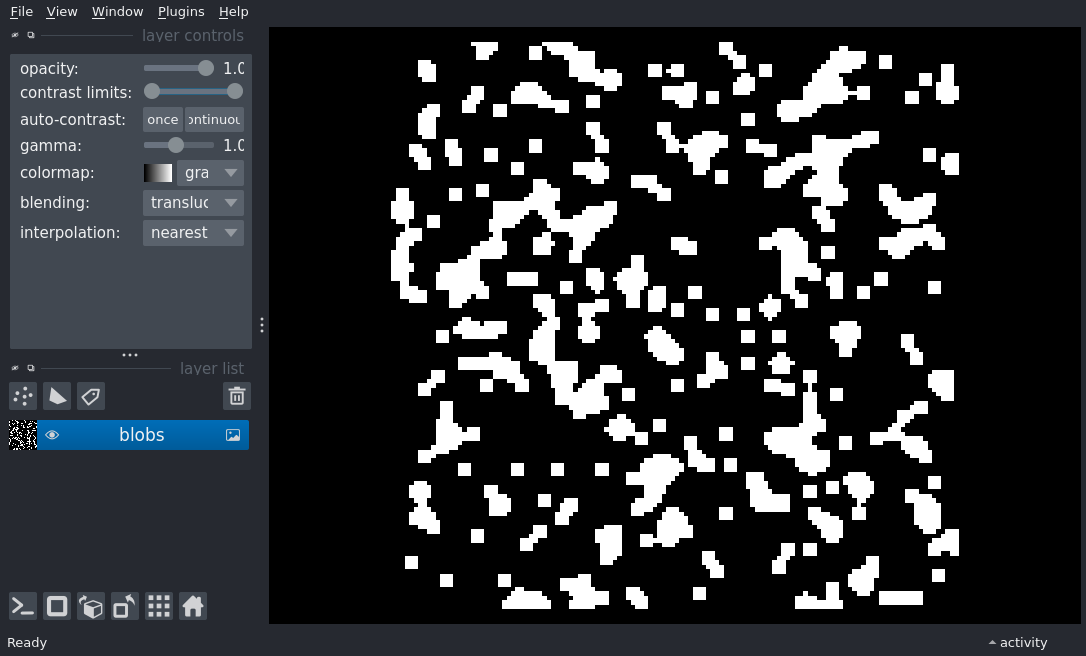 File View Window Plugins Help
layer controls
opacity: 1.0
contrast limits:
auto-contrast: once ontinuou
gamma: 1.0
colormap: gra
blending: transluc
interpolation: nearest
layer list
blobs
Ready activity